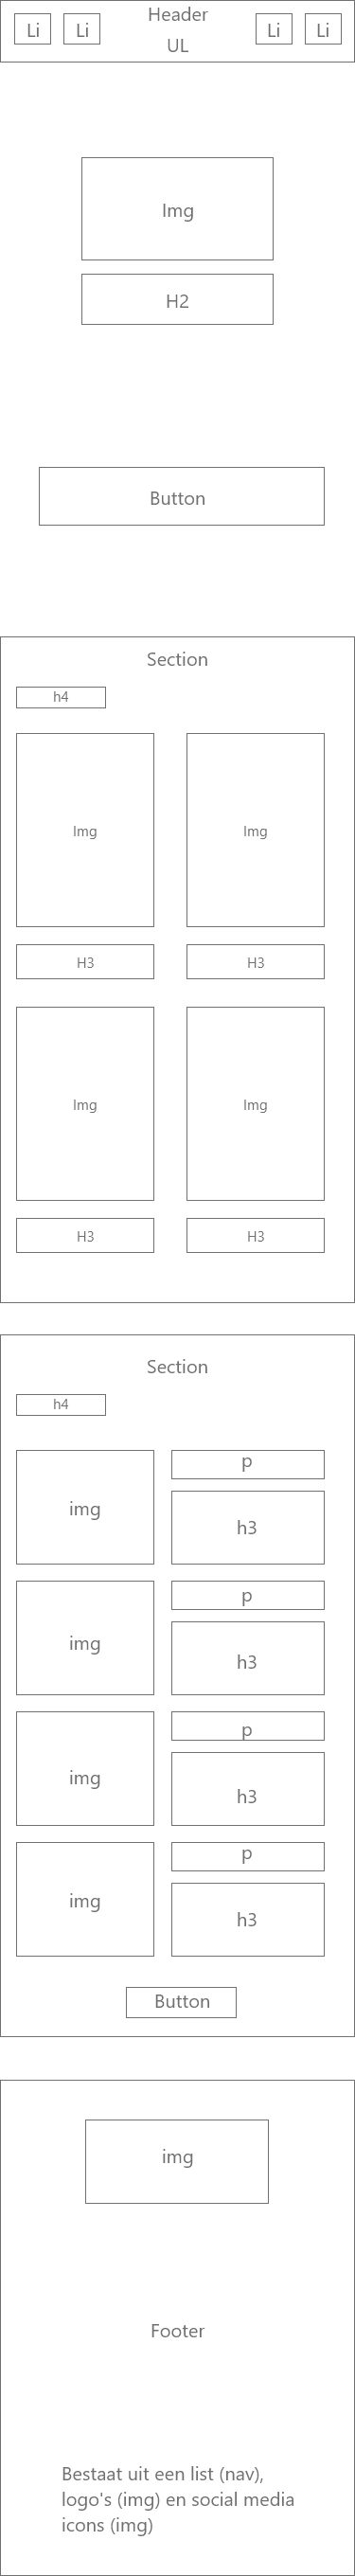 Header
Li Li Li Li
UL
Img
H2
Button
Section
h4
Img Img
H3 H3
Img Img
H3 H3
Section
h4
img
p
h3
img
p
h3
img
p
h3
img
p
h3
Button
img
Footer
Bestaat uit een list (nav),
logo's (img) en social media
icons (img)